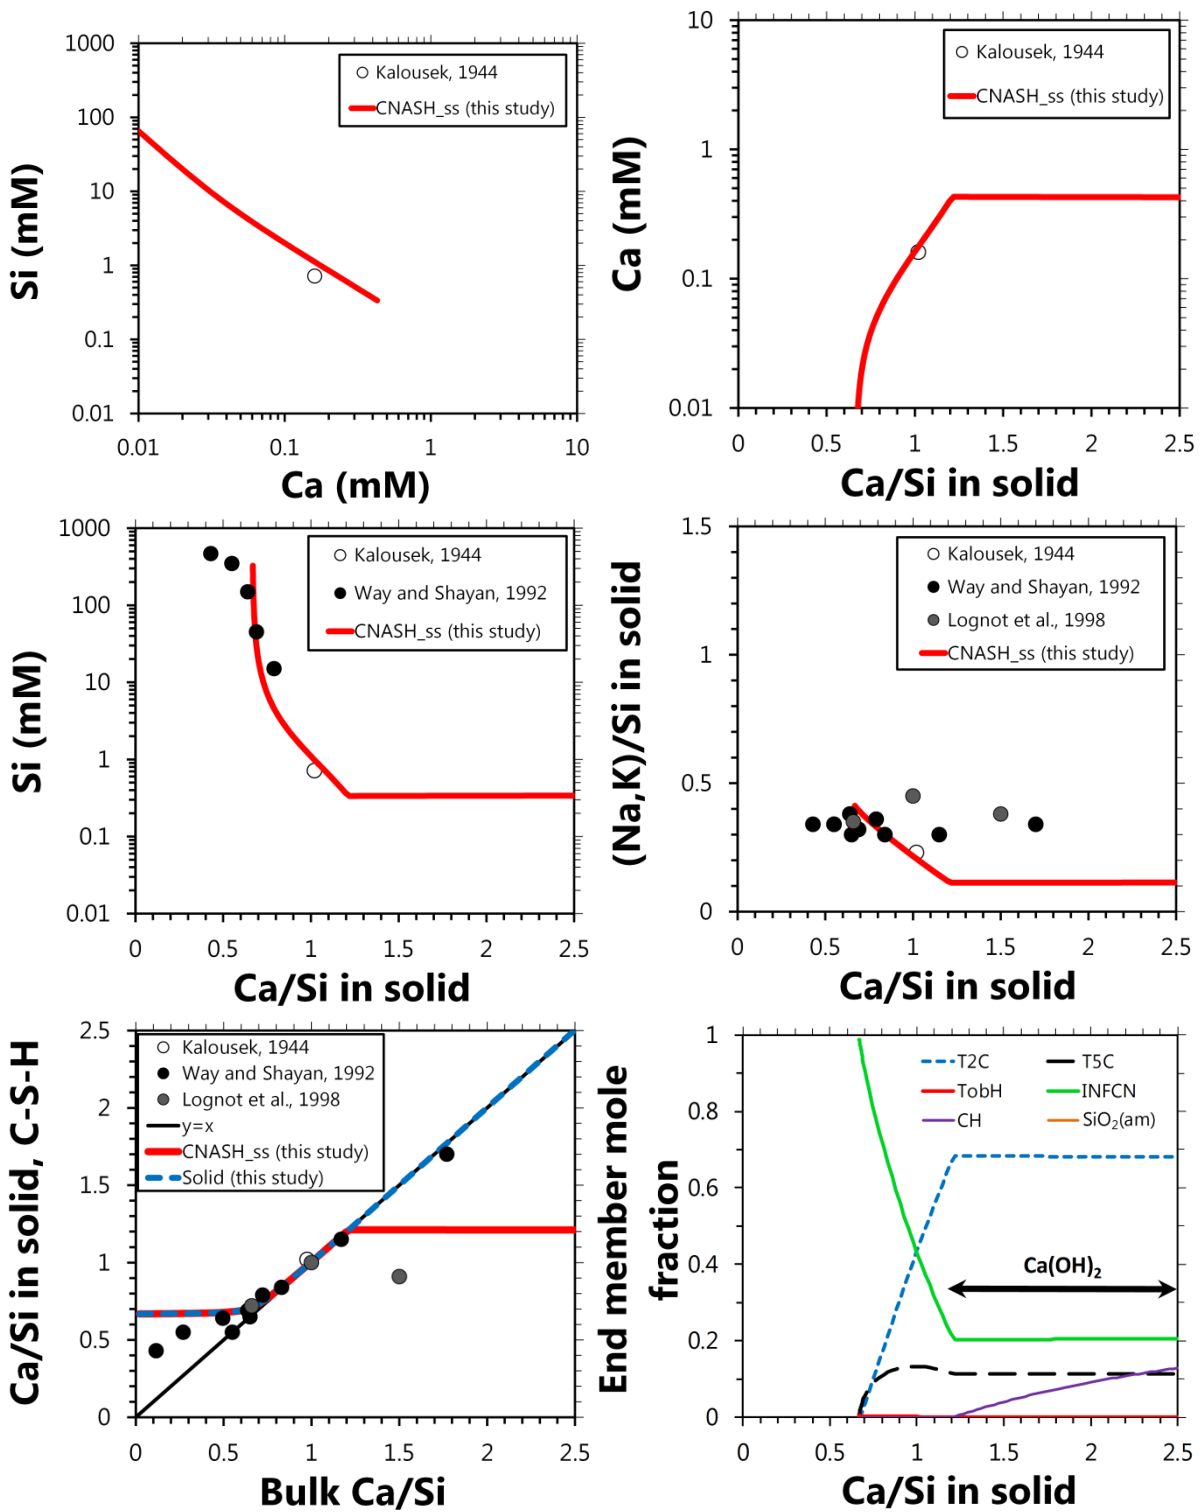 1000
100
10
1
0.1
0.01
Si (mM)
Kalousek, 1944
CNASH_ss (this study)
0.01 0.1 1 10
Ca (mM)
10
1
0.1
0.01
Ca (mM)
Kalousek, 1944
CNASH_ss (this study)
0 0.5 1 1.5 2 2.5
Ca/Si in solid
1000
100
10
1
0.1
0.01
Si (mM)
Kalousek, 1944
Way and Shayan, 1992
CNASH_ss (this study)
0 0.5 1 1.5 2 2.5
Ca/Si in solid
1.5
1
0.5
0
(Na,K)/Si in solid
Kalousek, 1944
Way and Shayan, 1992
Lognot et al., 1998
CNASH_ss (this study)
0 0.5 1 1.5 2 2.5
Ca/Si in solid
2.5
2
1.5
1
0.5
0
Ca/Si in solid, C-S-H
Kalousek, 1944
Way and Shayan, 1992
Lognot et al., 1998
y=x
CNASH_ss (this study)
Solid (this study)
0 0.5 1 1.5 2 2.5
Bulk Ca/Si
1
0.8
0.6
0.4
0.2
0
End member mole
fraction
T2C T5C
TobH INFCN
CH SiO₂(am)
Ca(OH)₂
0 0.5 1 1.5 2 2.5
Ca/Si in solid